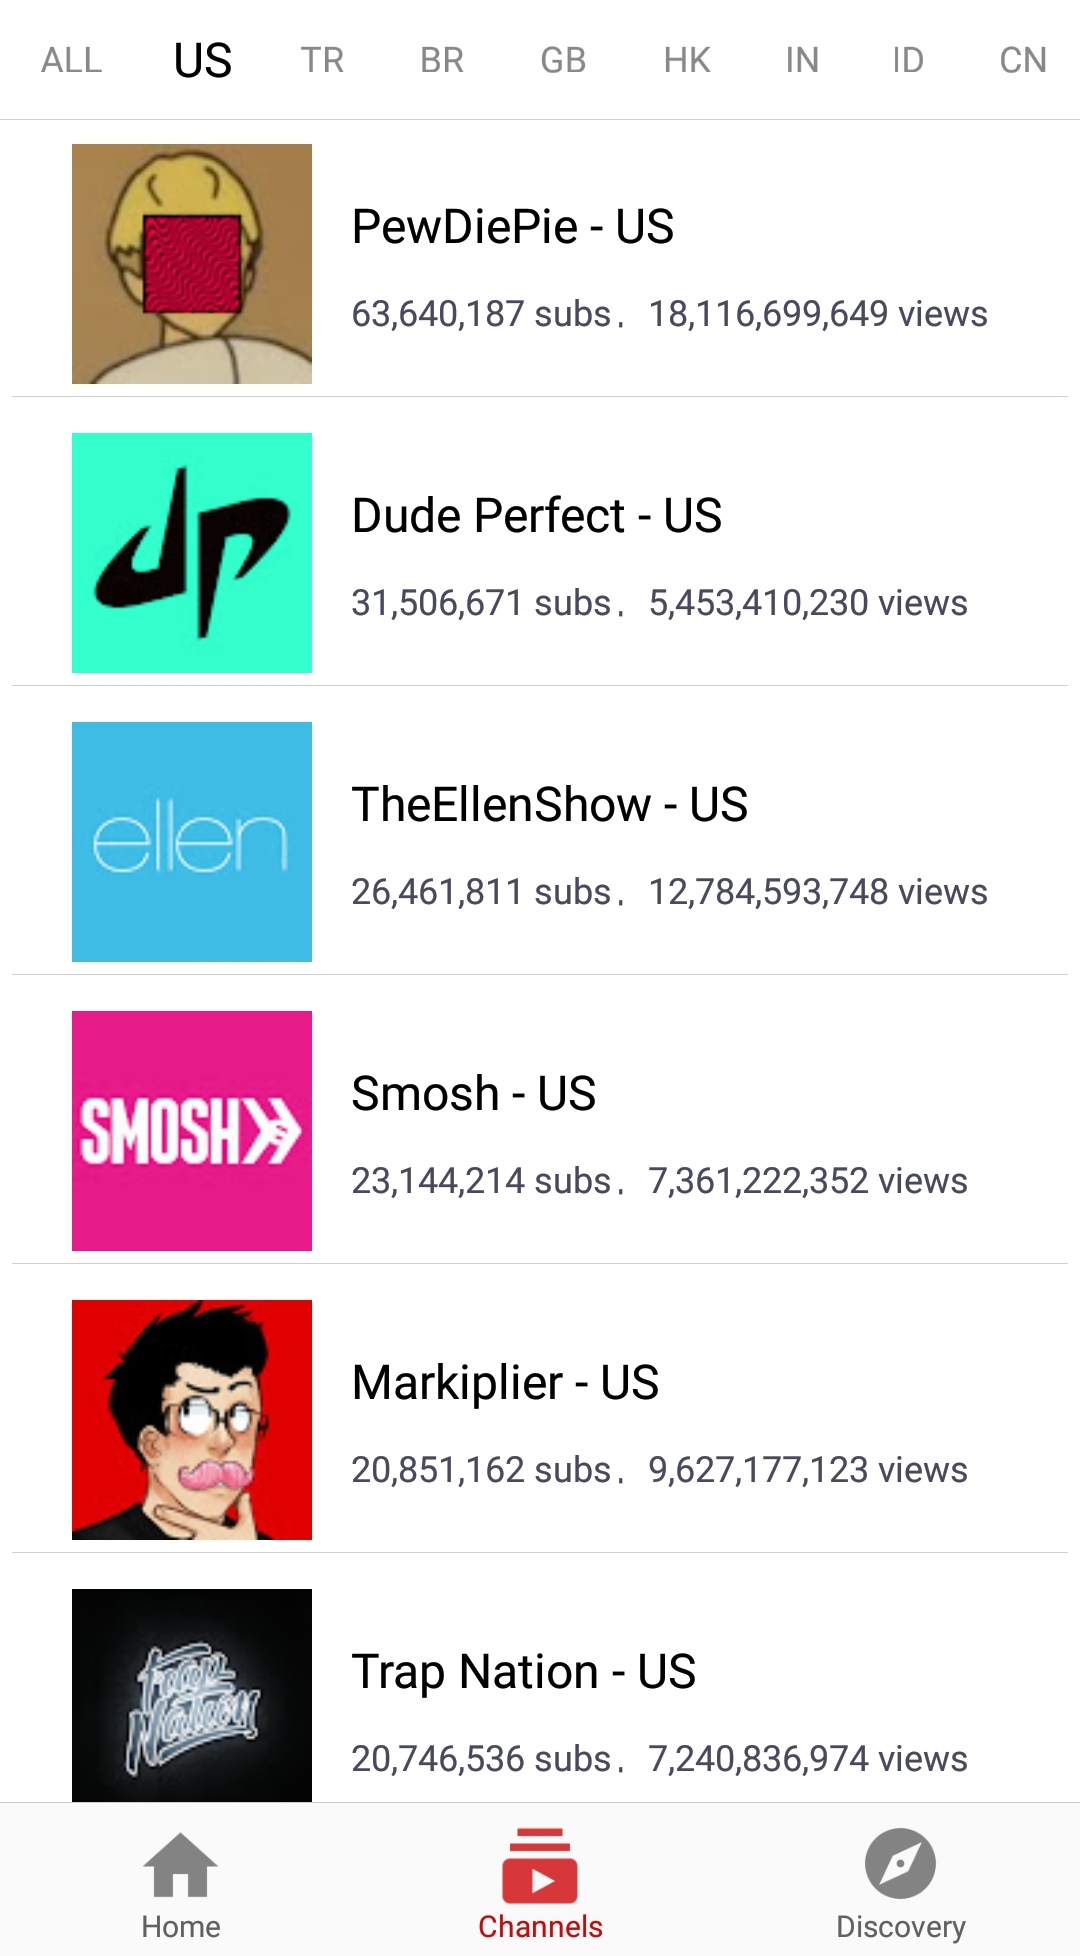 ALL US TR BR GB HK IN ID CN
PewDiePie - US
63,640,187 subs. 18,116,699,649 views
dp
Dude Perfect - US
31,506,671 subs. 5,453,410,230 views
ellen
TheEllenShow - US
26,461,811 subs. 12,784,593,748 views
SMOSH
Smosh - US
23,144,214 subs. 7,361,222,352 views
Markiplier - US
20,851,162 subs. 9,627,177,123 views
Trap
Nation
Trap Nation - US
20,746,536 subs. 7,240,836,974 views
Home Channels Discovery